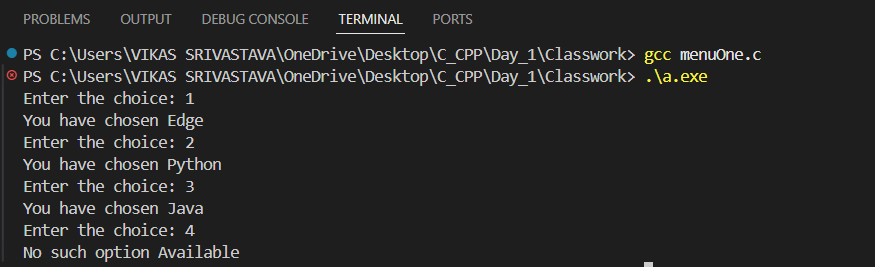 PROBLEMS OUTPUT DEBUG CONSOLE TERMINAL PORTS
PS C:\Users\VIKAS SRIVASTAVA\OneDrive\Desktop\C_CPP\Day_1\Classwork> gcc menuOne.c
PS C:\Users\VIKAS SRIVASTAVA\OneDrive\Desktop\C_CPP\Day_1\Classwork> .\a.exe
Enter the choice: 1
You have chosen Edge
Enter the choice: 2
You have chosen Python
Enter the choice: 3
You have chosen Java
Enter the choice: 4
No such option Available